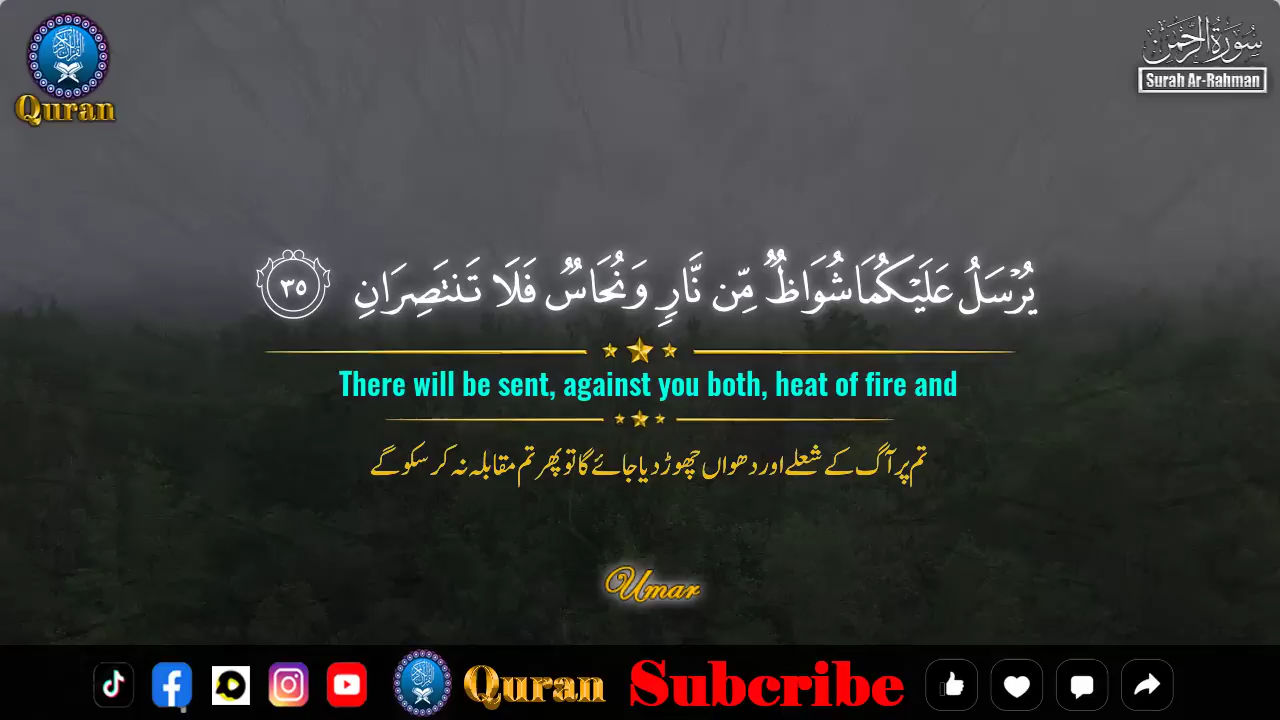 Quran
سورة الرحمن
Surah Ar-Rahman
يُرْسَلُ عَلَيْكُمَا شُوَاظٌ مِّن نَّارٍ وَنُحَاسٌ فَلَا تَنتَصِرَانِ ٣٥
There will be sent, against you both, heat of fire and
تم پر آگ کے شعلے اور دھواں چھوڑ دیا جائے گا تو پھر تم مقابلہ نہ کر سکو گے
Umar
Quran Subcribe